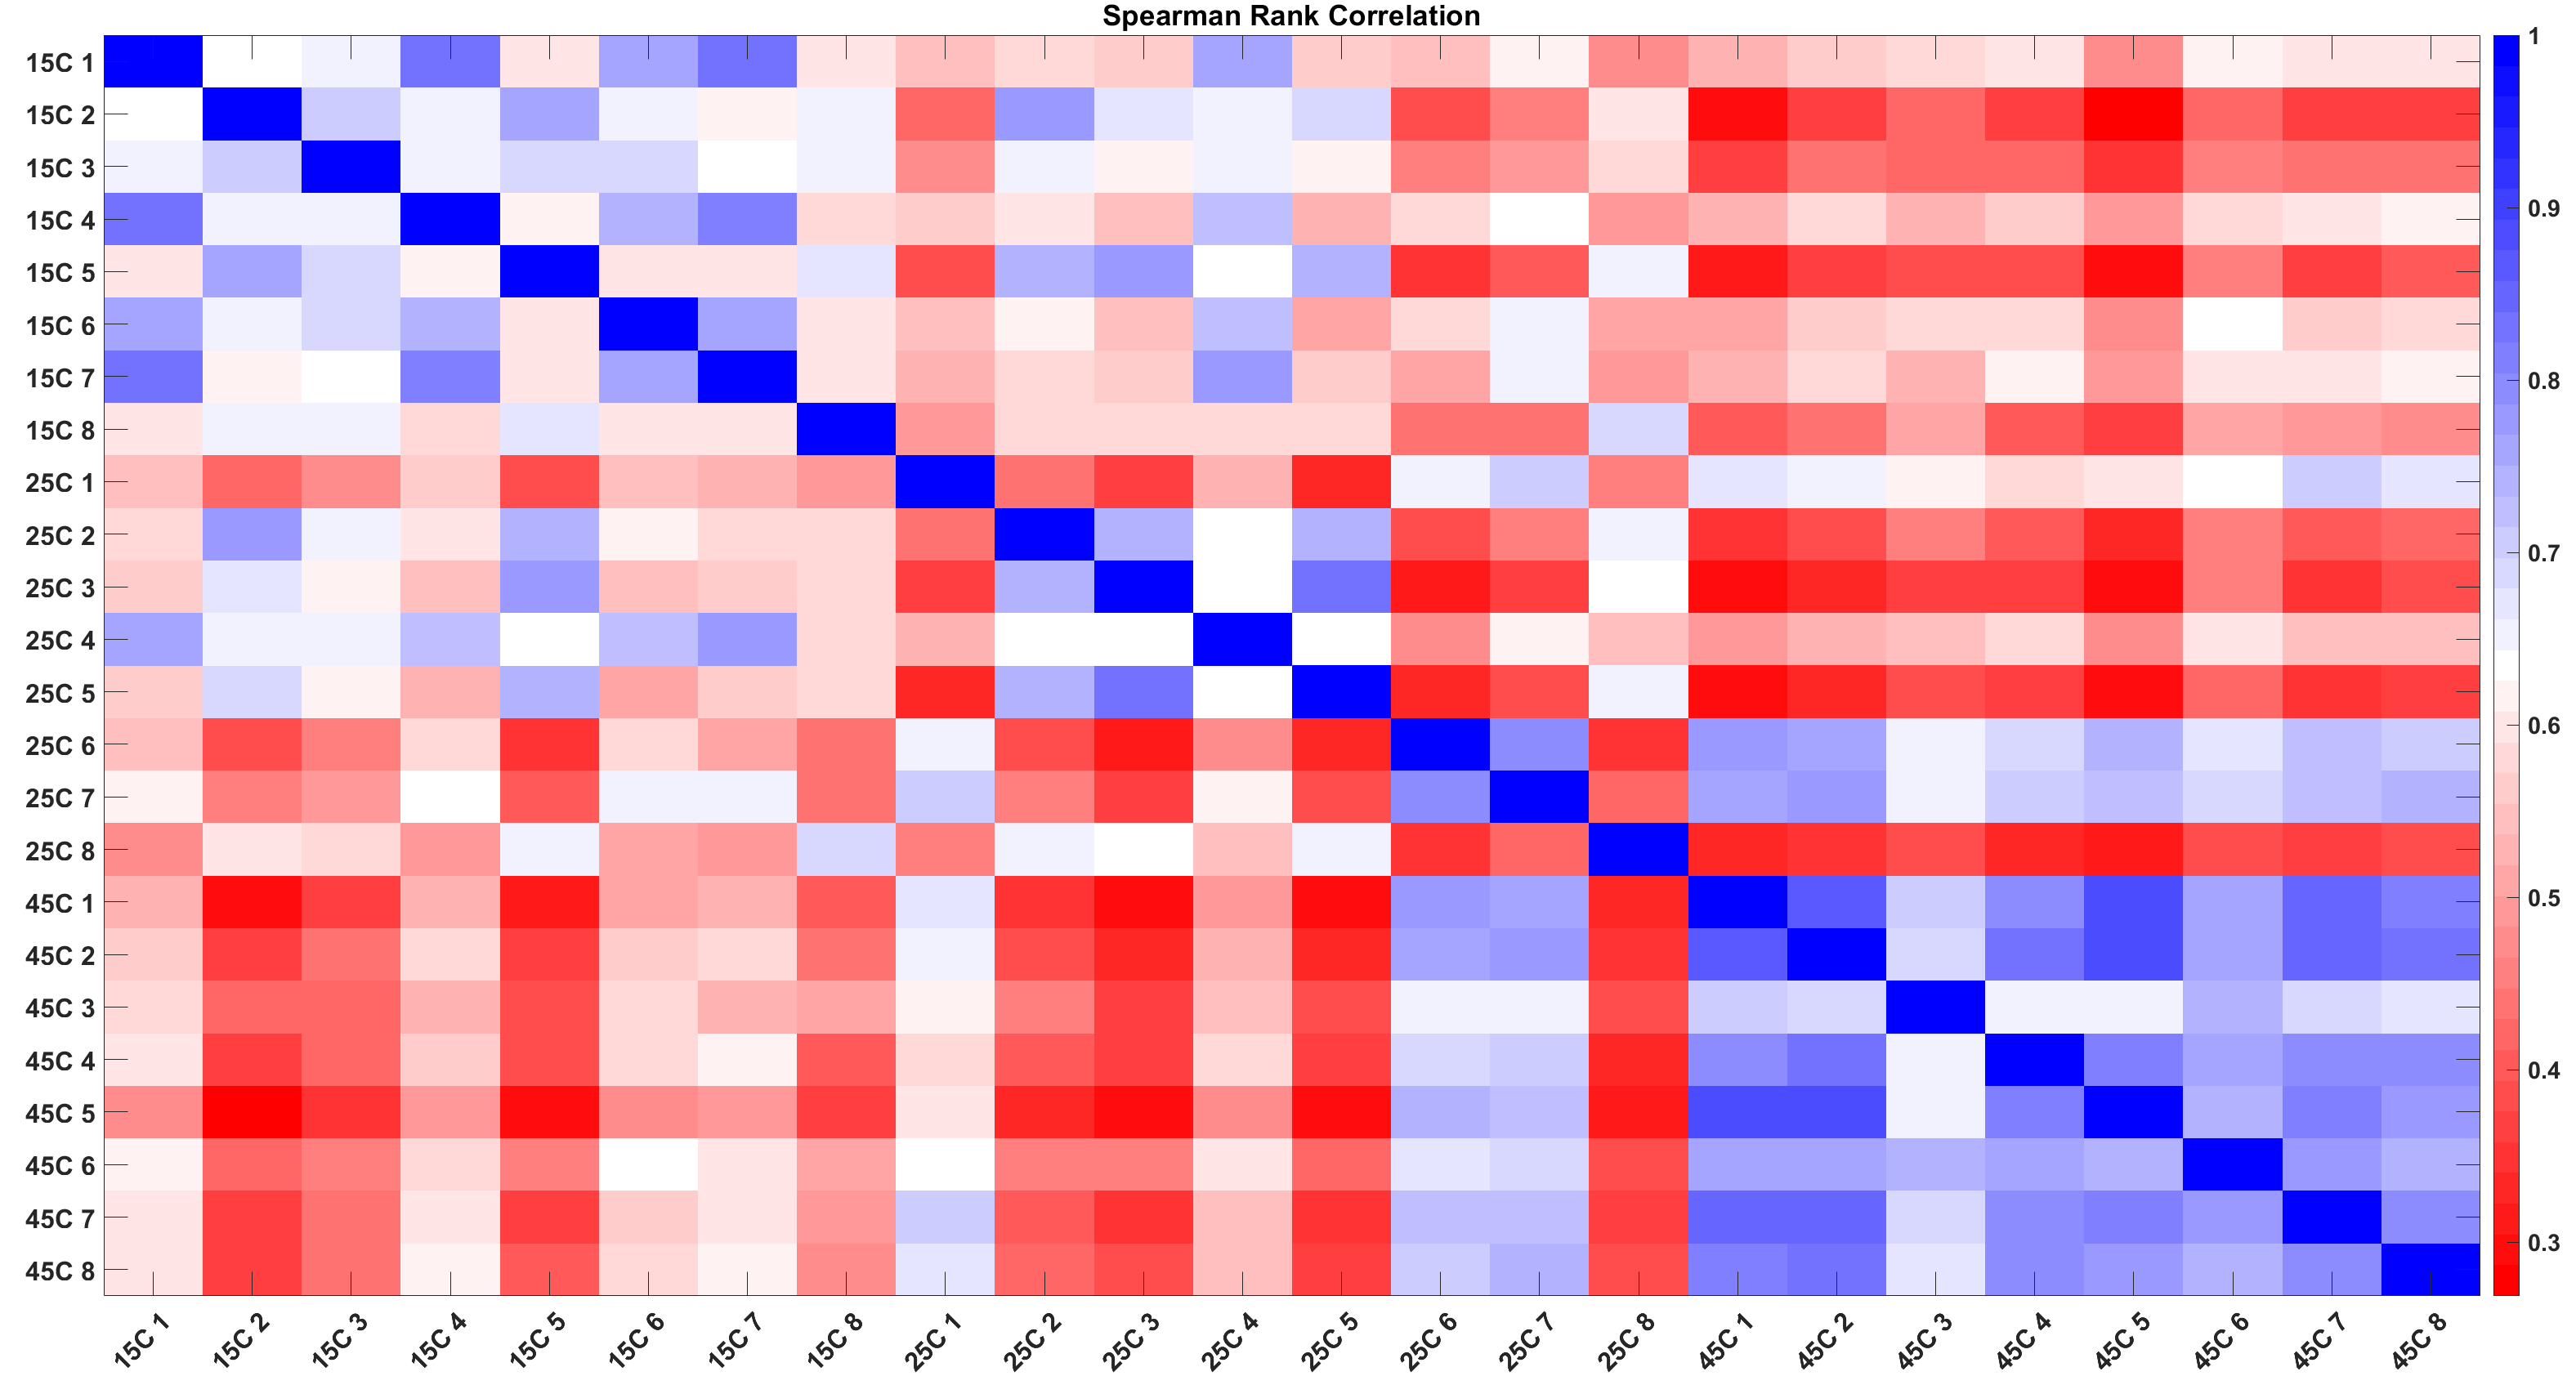 Spearman Rank Correlation
15C 1
15C 2
15C 3
15C 4
15C 5
15C 6
15C 7
15C 8
25C 1
25C 2
25C 3
25C 4
25C 5
25C 6
25C 7
25C 8
45C 1
45C 2
45C 3
45C 4
45C 5
45C 6
45C 7
45C 8
15C 1
15C 2
15C 3
15C 4
15C 5
15C 6
15C 7
15C 8
25C 1
25C 2
25C 3
25C 4
25C 5
25C 6
25C 7
25C 8
45C 1
45C 2
45C 3
45C 4
45C 5
45C 6
45C 7
45C 8
1
0.9
0.8
0.7
0.6
0.5
0.4
0.3